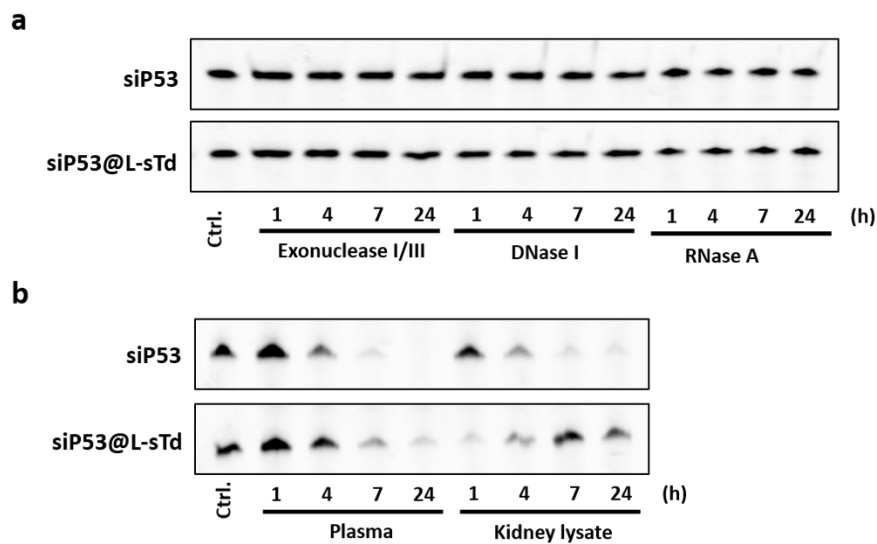 a
siP53
siP53@L-sTd
Ctrl. 1 4 7 24 1 4 7 24 1 4 7 24 (h)
Exonuclease I/III DNase I RNase A
b
siP53
siP53@L-sTd
Ctrl. 1 4 7 24 1 4 7 24 (h)
Plasma Kidney lysate